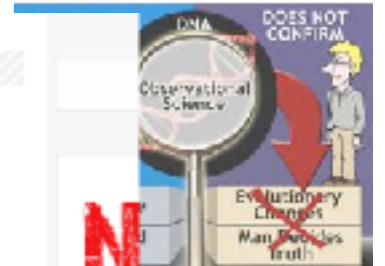 DNA
DOES NOT
CONFIRM
Observational
Science
Evolutionary
Changes
Man Decides
Truth
N